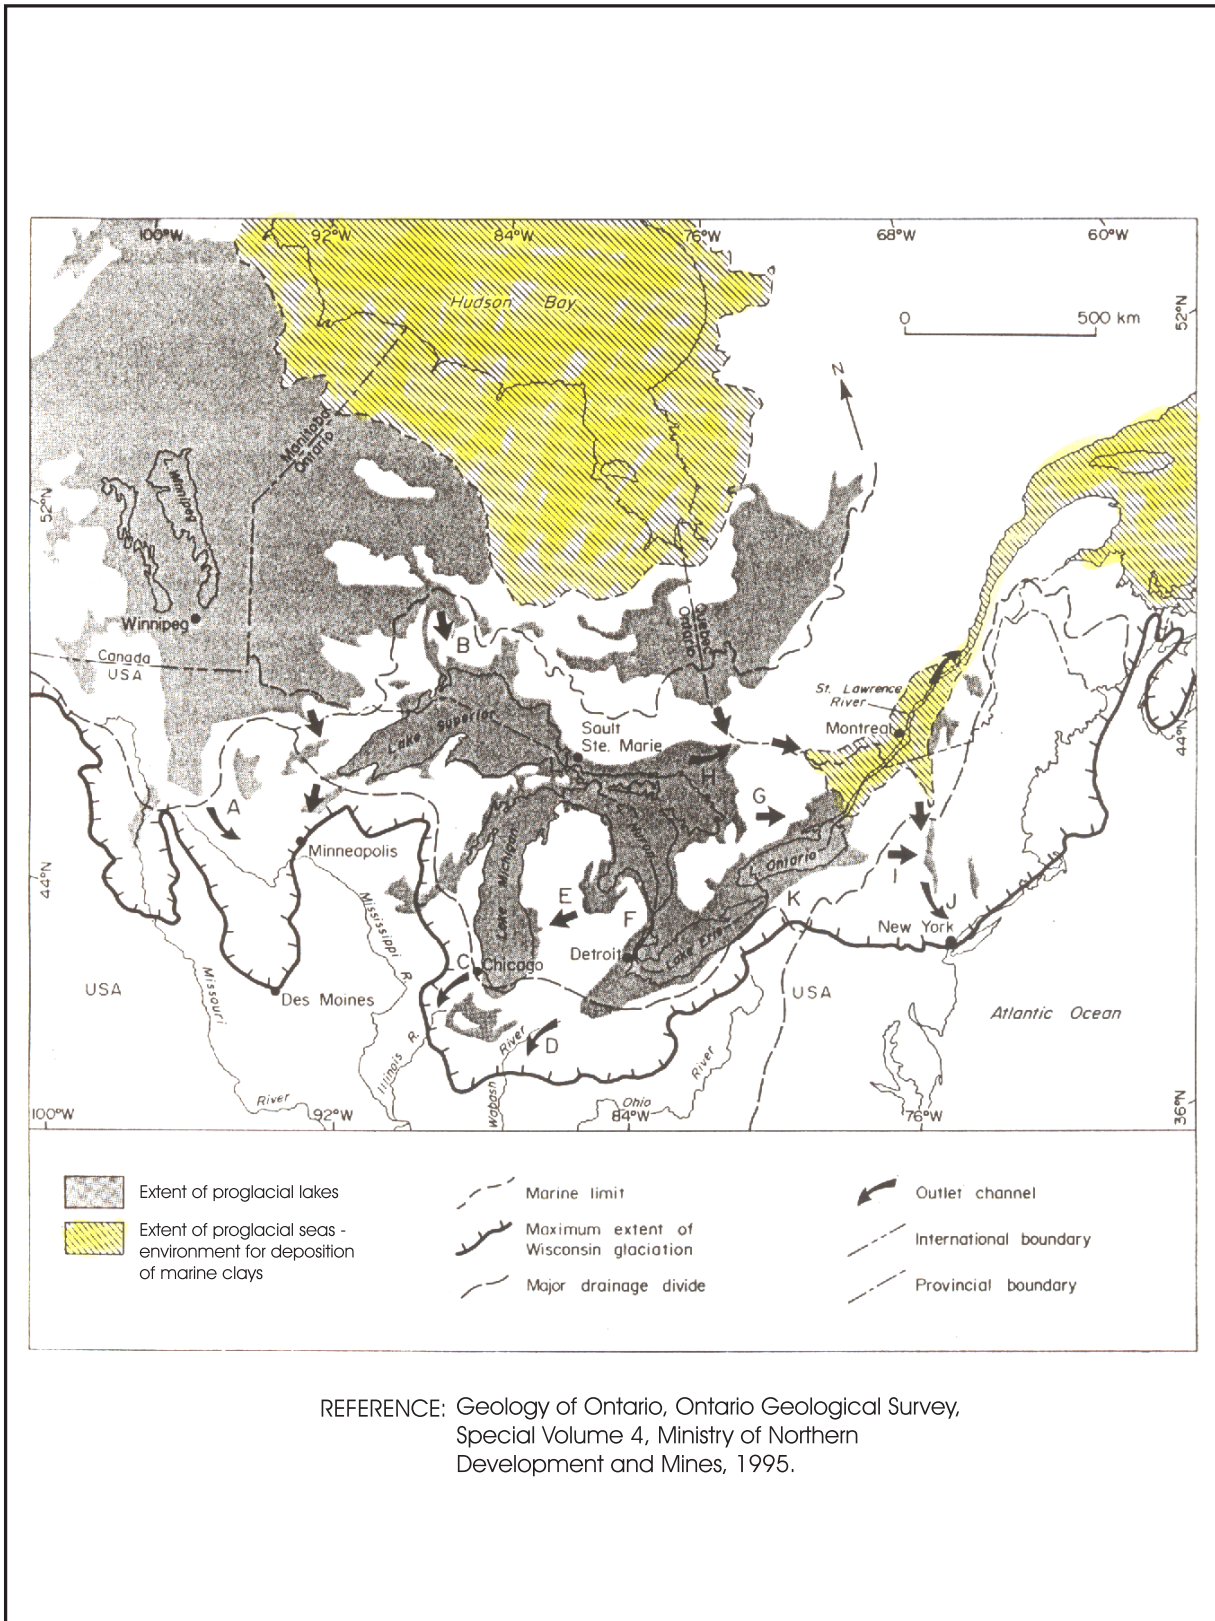 100°W 92°W 84°W 76°W 68°W 60°W
Hudson Bay
0 500 km
52°N
N
Manitoba
Ontario
52°N
Winnipeg
Winnipeg
Quebec
Ontario
B
Canada
USA
St. Lawrence
River
Montreal
44°N
Lake Superior
Sault
Ste. Marie
H
A
G
Minneapolis
Lake Michigan
Huron
Ontario
44°N
Mississippi R.
E
F
K
I
J
New York
Lake Erie
Detroit
C
Chicago
USA
Missouri
Des Moines
USA
Atlantic Ocean
D
River
Illinois R.
River
Wabash
River
Ohio
36°N
100°W 92°W 84°W 76°W
Extent of proglacial lakes
Extent of proglacial seas -
environment for deposition
of marine clays
Marine limit
Maximum extent of
Wisconsin glaciation
Major drainage divide
Outlet channel
International boundary
Provincial boundary
REFERENCE: Geology of Ontario, Ontario Geological Survey,
Special Volume 4, Ministry of Northern
Development and Mines, 1995.